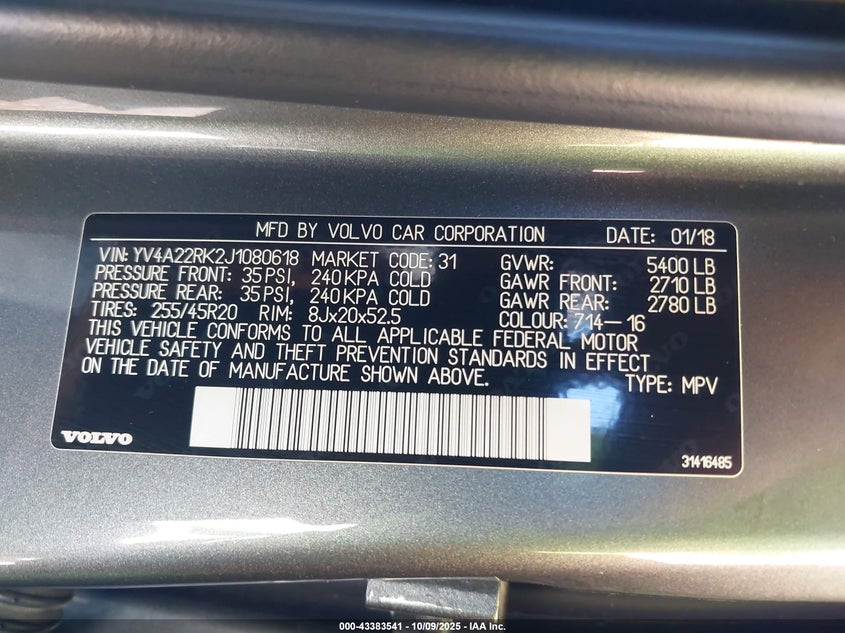 MFD BY VOLVO CAR CORPORATION DATE: 01/18
VIN: YV4A22RK2J1080618 MARKET CODE: 31 GVWR: 5400 LB
PRESSURE FRONT: 35 PSI, 240 KPA COLD GAWR FRONT: 2710 LB
PRESSURE REAR: 35 PSI, 240 KPA COLD GAWR REAR: 2780 LB
TIRES: 255/45R20 RIM: 8Jx20x52.5 COLOUR: 714-16
THIS VEHICLE CONFORMS TO ALL APPLICABLE FEDERAL MOTOR
VEHICLE SAFETY AND THEFT PREVENTION STANDARDS IN EFFECT
ON THE DATE OF MANUFACTURE SHOWN ABOVE. TYPE: MPV
VOLVO 31416485
000-43383541 - 10/09/2025 - IAA Inc.